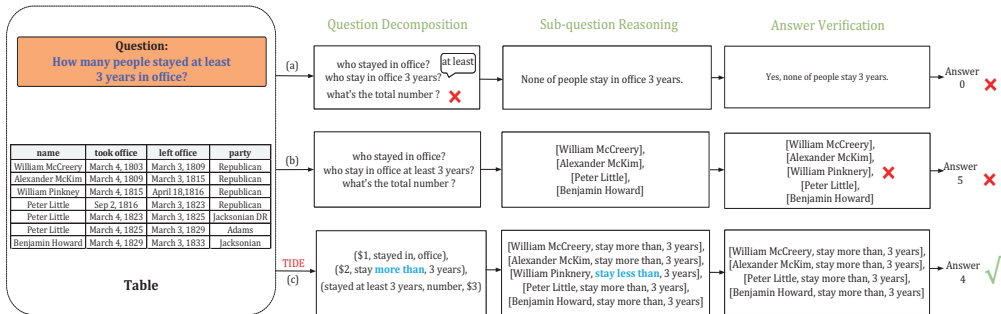 Question Decomposition
Sub-question Reasoning
Answer Verification
Question:
How many people stayed at least
3 years in office?
name took office left office party
William McCreery March 4, 1803 March 3, 1809 Republican
Alexander McKim March 4, 1809 March 3, 1815 Republican
William Pinkney March 4, 1815 April 18,1816 Republican
Peter Little Sep 2, 1816 March 3, 1823 Republican
Peter Little March 4, 1823 March 3, 1825 Jacksonian DR
Peter Little March 4, 1825 March 3, 1829 Adams
Benjamin Howard March 4, 1829 March 3, 1833 Jacksonian
Table
(a)
who stayed in office?
at least
who stay in office 3 years?
what's the total number ?
None of people stay in office 3 years.
Yes, none of people stay 3 years.
Answer
0
(b)
who stayed in office?
who stay in office at least 3 years?
what's the total number ?
[William McCreery],
[Alexander McKim],
[Peter Little],
[Benjamin Howard]
[William McCreery],
[Alexander McKim],
[William Pinknery],
[Peter Little],
[Benjamin Howard]
Answer
5
TIDE
(c)
($1, stayed in, office),
($2, stay more than, 3 years),
(stayed at least 3 years, number, $3)
[William McCreery, stay more than, 3 years],
[Alexander McKim, stay more than, 3 years],
[William Pinknery, stay less than, 3 years],
[Peter Little, stay more than, 3 years],
[Benjamin Howard, stay more than, 3 years]
[William McCreery, stay more than, 3 years],
[Alexander McKim, stay more than, 3 years],
[Peter Little, stay more than, 3 years],
[Benjamin Howard, stay more than, 3 years]
Answer
4